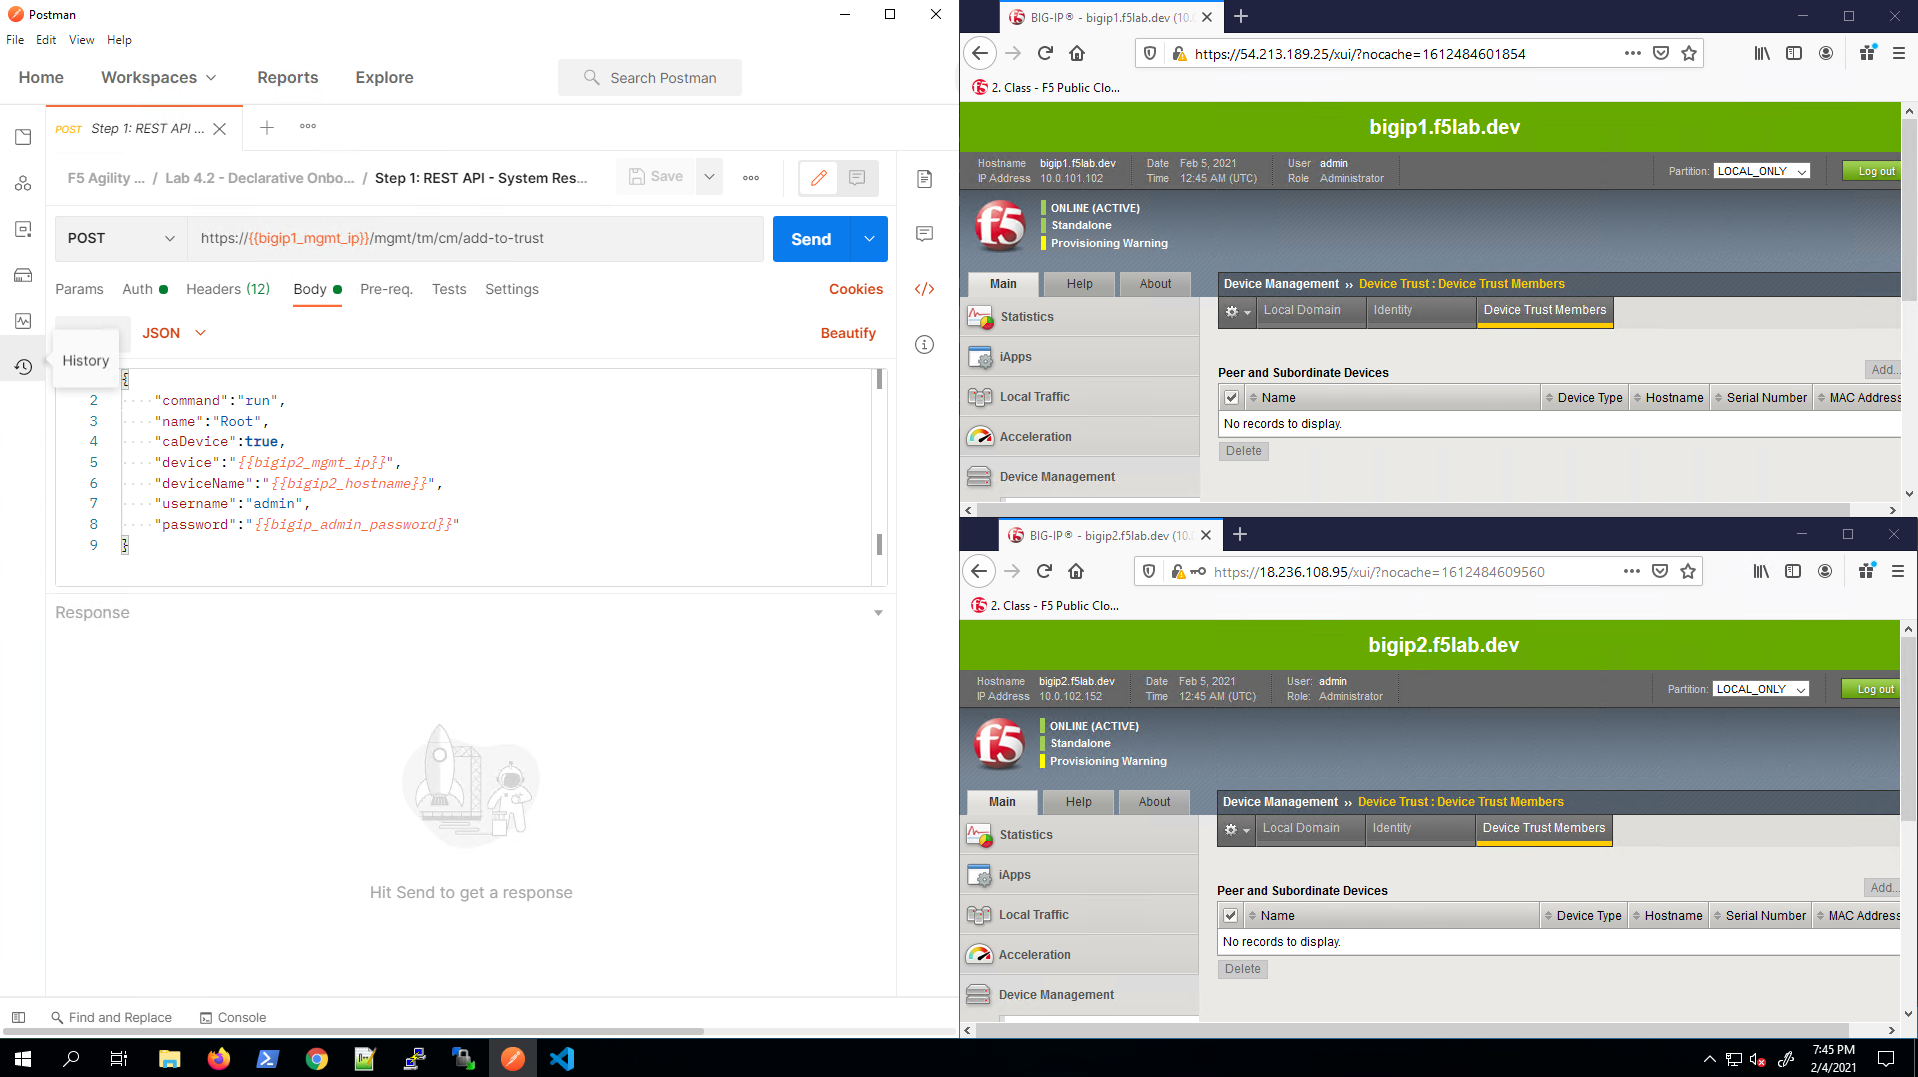 Postman
File Edit View Help
Home Workspaces Reports Explore Search Postman
POST Step 1: REST API ...
F5 Agility ... / Lab 4.2 - Declarative Onbo... / Step 1: REST API - System Res... Save
POST https://{{bigip1_mgmt_ip}}/mgmt/tm/cm/add-to-trust Send
Params Auth Headers (12) Body Pre-req. Tests Settings Cookies
JSON Beautify
History
{
2 "command":"run",
3 "name":"Root",
4 "caDevice":true,
5 "device":"{{bigip2_mgmt_ip}}",
6 "deviceName":"{{bigip2_hostname}}",
7 "username":"admin",
8 "password":"{{bigip_admin_password}}"
9 }
Response
Hit Send to get a response
Find and Replace Console
BIG-IP® - bigip1.f5lab.dev (10.
https://54.213.189.25/xui/?nocache=1612484601854
2. Class - F5 Public Clo...
bigip1.f5lab.dev
Hostname bigip1.f5lab.dev Date Feb 5, 2021 User admin
IP Address 10.0.101.102 Time 12:45 AM (UTC) Role Administrator
Partition: LOCAL_ONLY Log out
f5
ONLINE (ACTIVE)
Standalone
Provisioning Warning
Main Help About
Statistics
iApps
Local Traffic
Acceleration
Device Management
Device Management ›› Device Trust : Device Trust Members
Local Domain Identity Device Trust Members
Peer and Subordinate Devices Add...
Name Device Type Hostname Serial Number MAC Address
No records to display.
Delete
BIG-IP® - bigip2.f5lab.dev (10.
https://18.236.108.95/xui/?nocache=1612484609560
2. Class - F5 Public Clo...
bigip2.f5lab.dev
Hostname bigip2.f5lab.dev Date Feb 5, 2021 User: admin
IP Address 10.0.102.152 Time 12:45 AM (UTC) Role: Administrator
Partition: LOCAL_ONLY Log out
f5
ONLINE (ACTIVE)
Standalone
Provisioning Warning
Main Help About
Statistics
iApps
Local Traffic
Acceleration
Device Management
Device Management ›› Device Trust : Device Trust Members
Local Domain Identity Device Trust Members
Peer and Subordinate Devices Add...
Name Device Type Hostname Serial Number MAC Address
No records to display.
Delete
7:45 PM
2/4/2021